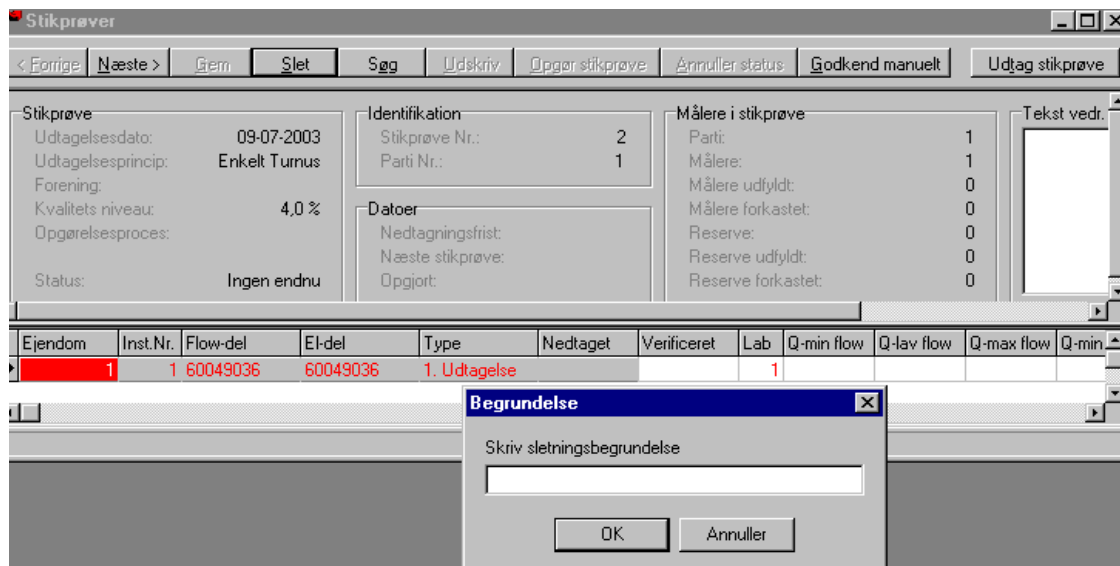 Stikprøver
< Forrige Næste > Gem Slet Søg Udskriv Opgør stikprøve Annuller status Godkend manuelt Udtag stikprøve
Stikprøve
Udtagelsesdato: 09-07-2003
Udtagelsesprincip: Enkelt Turnus
Forening:
Kvalitets niveau: 4,0 %
Opgørelsesproces:
Status: Ingen endnu
Identifikation
Stikprøve Nr.: 2
Parti Nr.: 1
Datoer
Nedtagningsfrist:
Næste stikprøve:
Opgjort:
Målere i stikprøve
Parti: 1
Målere: 1
Målere udfyldt: 0
Målere forkastet: 0
Reserve: 0
Reserve udfyldt: 0
Reserve forkastet: 0
Tekst vedr.
Ejendom Inst.Nr. Flow-del El-del Type Nedtaget Verificeret Lab Q-min flow Q-lav flow Q-max flow Q-min
1 1 60049036 60049036 1. Udtagelse 1
Begrundelse
Skriv sletningsbegrundelse
OK Annuller